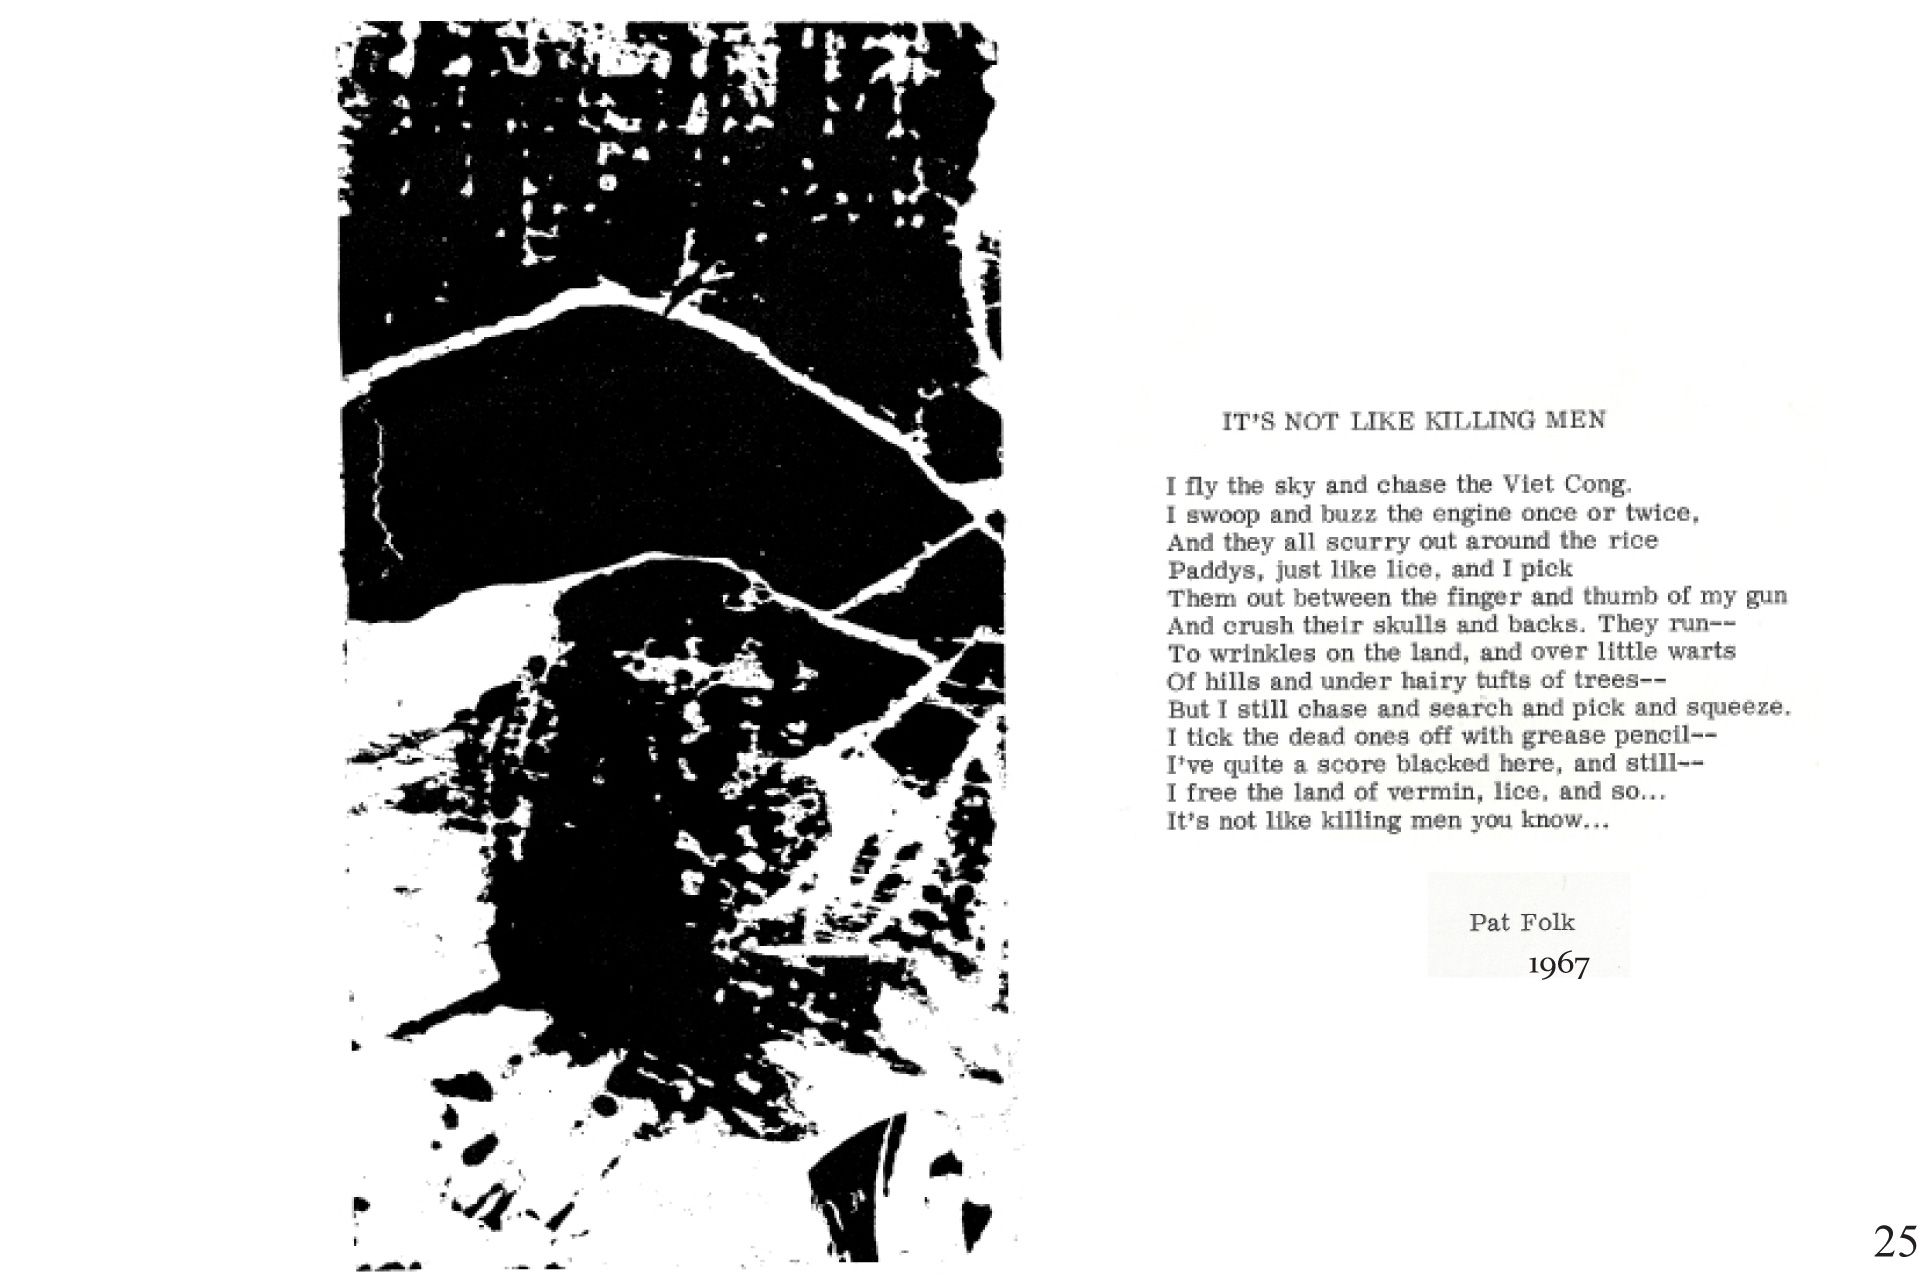 IT'S NOT LIKE KILLING MEN
I fly the sky and chase the Viet Cong.
I swoop and buzz the engine once or twice,
And they all scurry out around the rice
Paddys, just like lice, and I pick
Them out between the finger and thumb of my gun
And crush their skulls and backs. They run--
To wrinkles on the land, and over little warts
Of hills and under hairy tufts of trees--
But I still chase and search and pick and squeeze.
I tick the dead ones off with grease pencil--
I've quite a score blacked here, and still--
I free the land of vermin, lice, and so...
It's not like killing men you know...
Pat Folk
1967
25